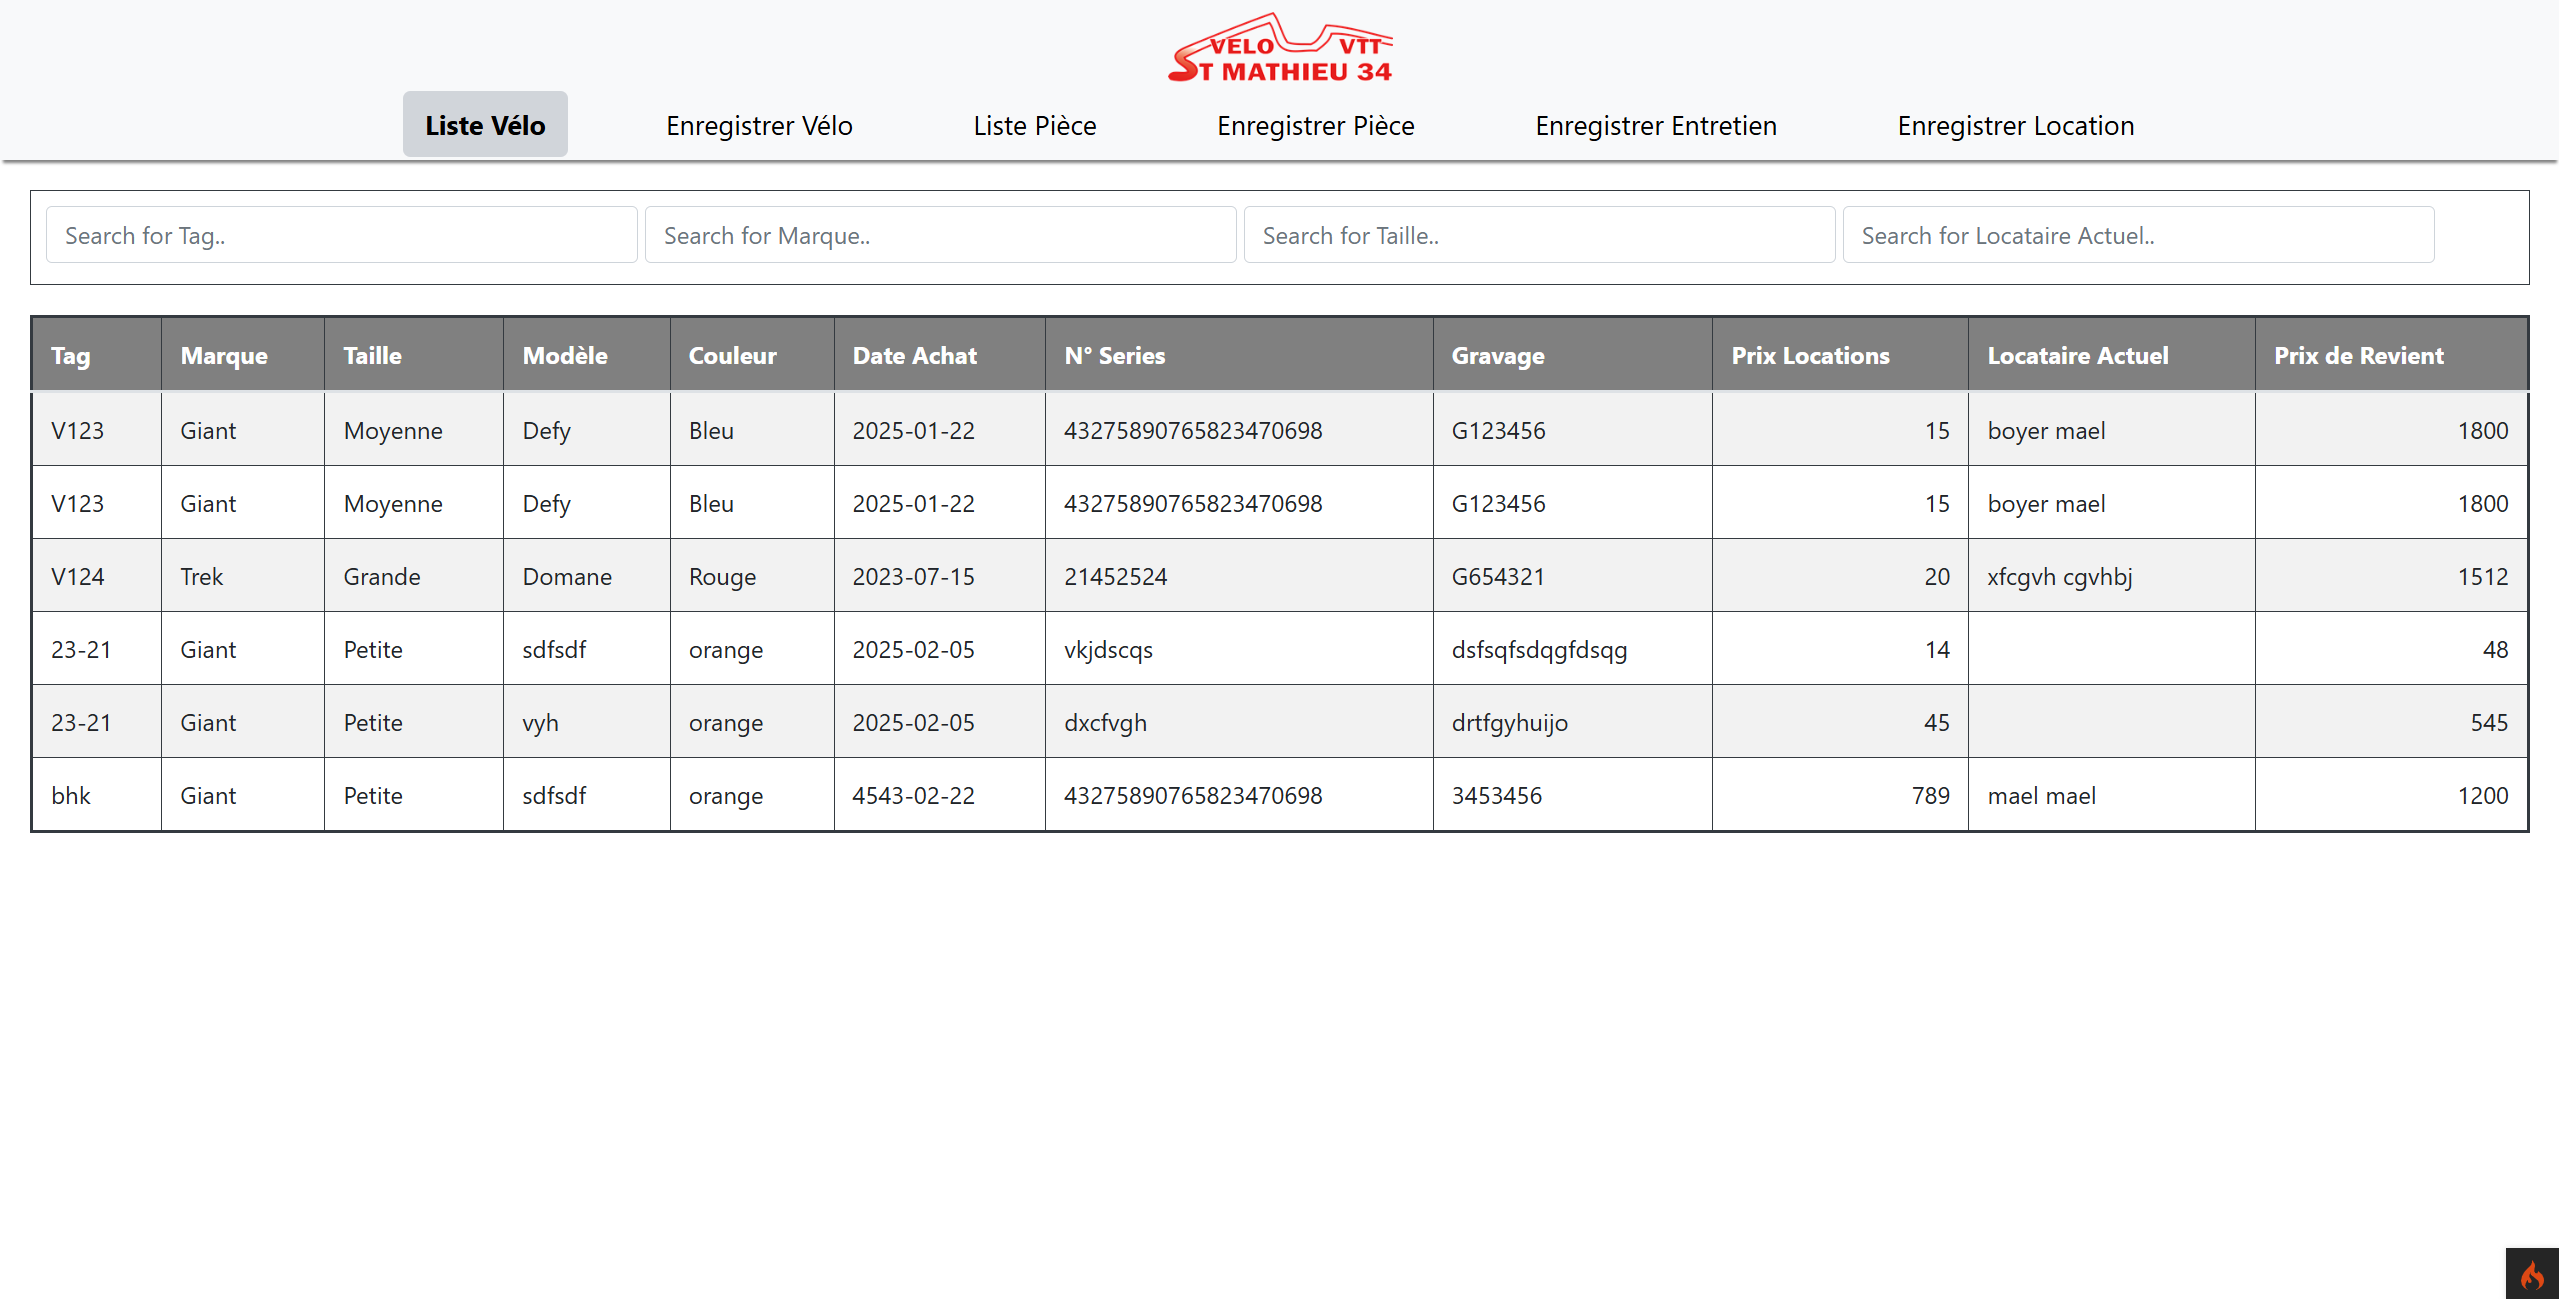 VELO VTT
ST MATHIEU 34
Liste Vélo Enregistrer Vélo Liste Pièce Enregistrer Pièce Enregistrer Entretien Enregistrer Location
Search for Tag.. Search for Marque.. Search for Taille.. Search for Locataire Actuel..
Tag Marque Taille Modèle Couleur Date Achat N° Series Gravage Prix Locations Locataire Actuel Prix de Revient
V123 Giant Moyenne Defy Bleu 2025-01-22 43275890765823470698 G123456 15 boyer mael 1800
V123 Giant Moyenne Defy Bleu 2025-01-22 43275890765823470698 G123456 15 boyer mael 1800
V124 Trek Grande Domane Rouge 2023-07-15 21452524 G654321 20 xfcgvh cgvhbj 1512
23-21 Giant Petite sdfsdf orange 2025-02-05 vkjdscqs dsfsqfsdqgfdsqg 14 48
23-21 Giant Petite vyh orange 2025-02-05 dxcfvgh drtfgyhuijo 45 545
bhk Giant Petite sdfsdf orange 4543-02-22 43275890765823470698 3453456 789 mael mael 1200